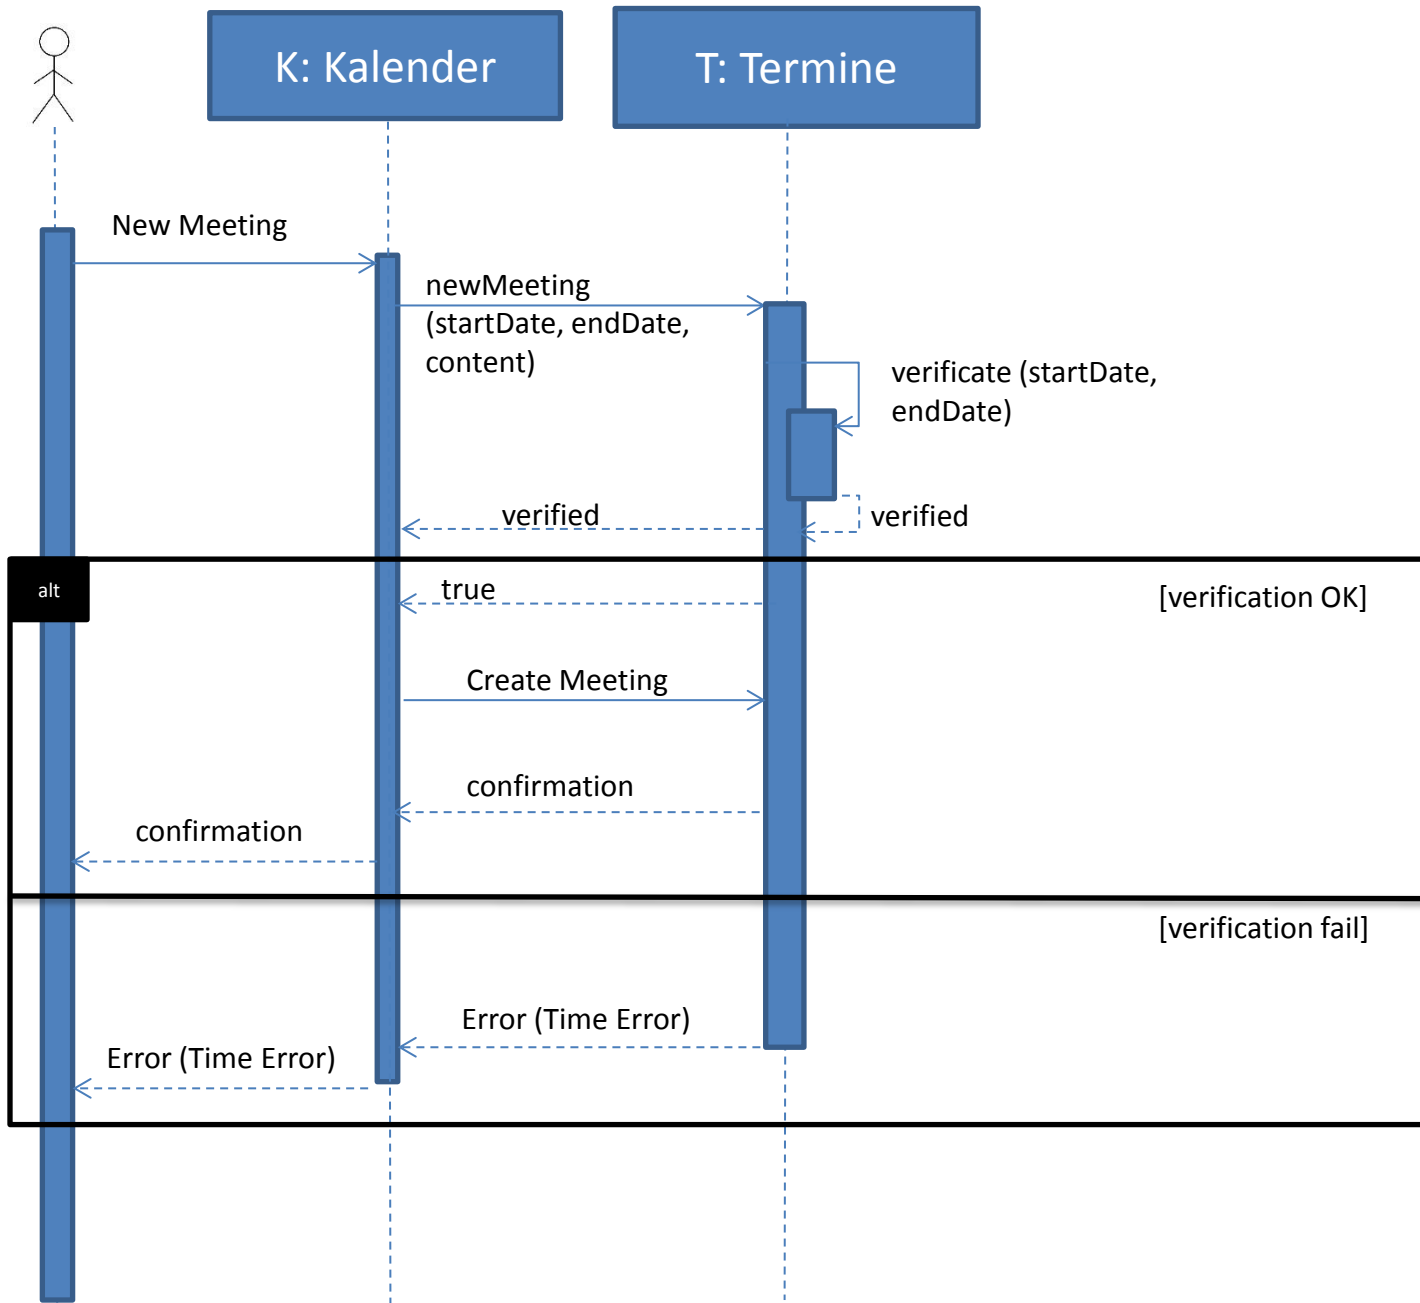 K: Kalender
T: Termine
New Meeting
newMeeting
(startDate, endDate,
content)
verificate (startDate,
endDate)
verified
verified
alt
true
[verification OK]
Create Meeting
confirmation
confirmation
[verification fail]
Error (Time Error)
Error (Time Error)